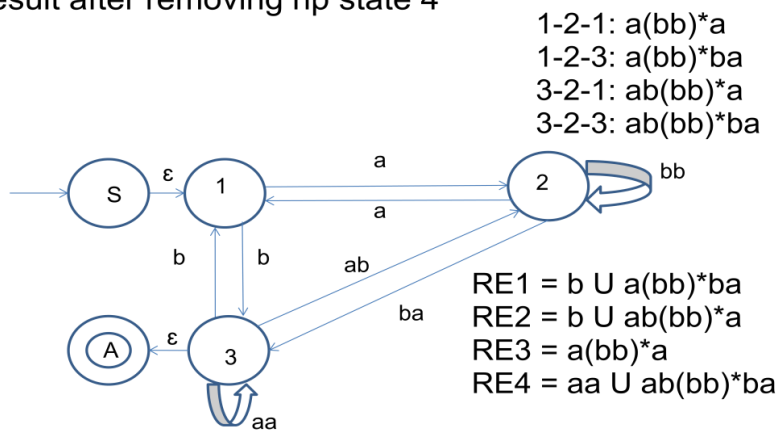 esult after removing rip state 4
1-2-1: a(bb)*a
1-2-3: a(bb)*ba
3-2-1: ab(bb)*a
3-2-3: ab(bb)*ba
S
ε
1
a
a
2
bb
b
b
ab
ba
A
ε
3
aa
RE1 = b U a(bb)*ba
RE2 = b U ab(bb)*a
RE3 = a(bb)*a
RE4 = aa U ab(bb)*ba